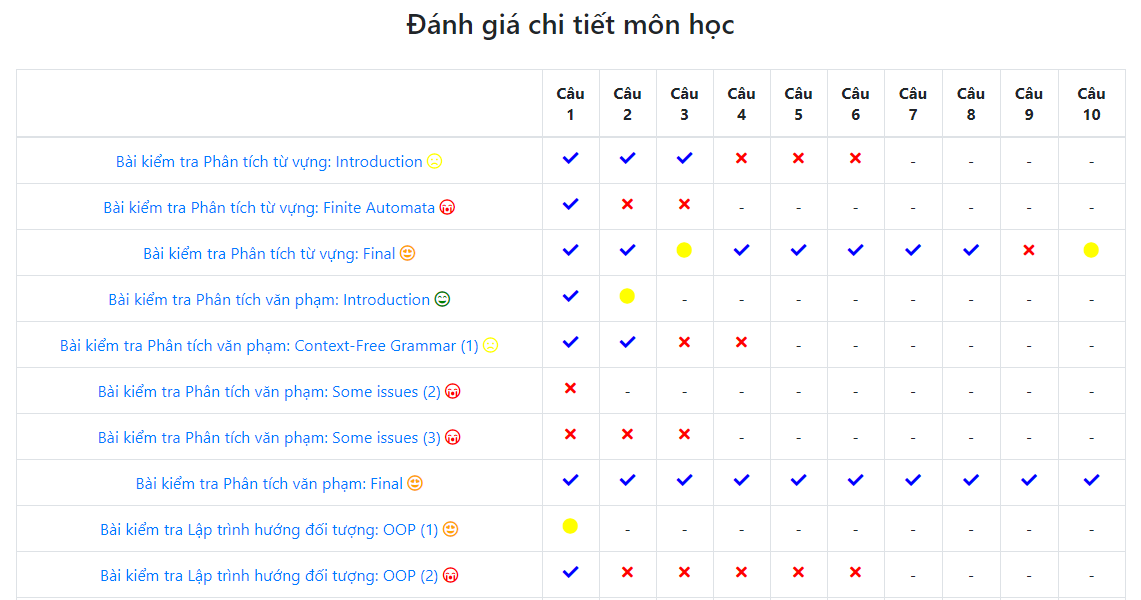 Đánh giá chi tiết môn học
Câu 1 Câu 2 Câu 3 Câu 4 Câu 5 Câu 6 Câu 7 Câu 8 Câu 9 Câu 10
Bài kiểm tra Phân tích từ vựng: Introduction - - - -
Bài kiểm tra Phân tích từ vựng: Finite Automata - - - - - - -
Bài kiểm tra Phân tích từ vựng: Final
Bài kiểm tra Phân tích văn phạm: Introduction - - - - - - - -
Bài kiểm tra Phân tích văn phạm: Context-Free Grammar (1) - - - - - -
Bài kiểm tra Phân tích văn phạm: Some issues (2) - - - - - - - - -
Bài kiểm tra Phân tích văn phạm: Some issues (3) - - - - - - -
Bài kiểm tra Phân tích văn phạm: Final
Bài kiểm tra Lập trình hướng đối tượng: OOP (1) - - - - - - - - -
Bài kiểm tra Lập trình hướng đối tượng: OOP (2) - - - -